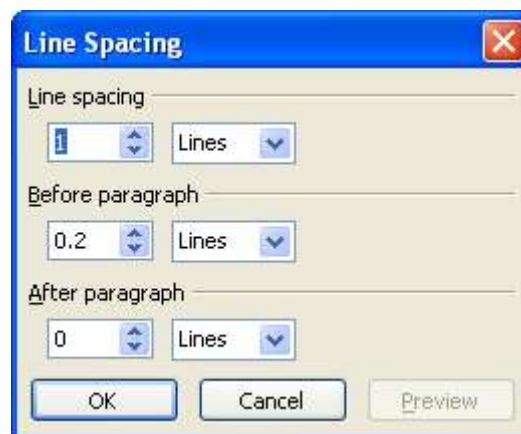 Line Spacing
Line spacing
1 Lines
Before paragraph
0.2 Lines
After paragraph
0 Lines
OK Cancel Preview